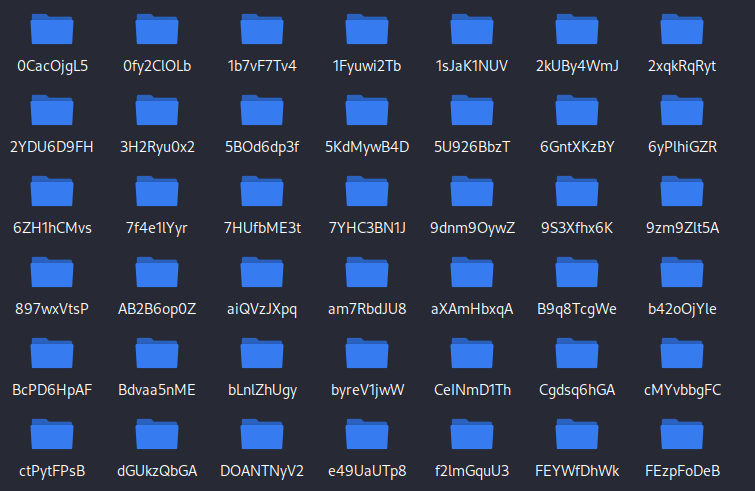 0CacOjgL5 0fy2ClOLb 1b7vF7Tv4 1Fyuwi2Tb 1sJaK1NUV 2kUBy4WmJ 2xqkRqRyt
2YDU6D9FH 3H2Ryu0x2 5BOd6dp3f 5KdMywB4D 5U926BbzT 6GntXKzBY 6yPlhiGZR
6ZH1hCMvs 7f4e1lYyr 7HUfbME3t 7YHC3BN1J 9dnm9OywZ 9S3Xfhx6K 9zm9Zlt5A
897wxVtsP AB2B6op0Z aiQVzJXpq am7RbdJU8 aXAmHbxqA B9q8TcgWe b42oOjYle
BcPD6HpAF Bdvaa5nME bLnlZhUgy byreV1jwW CeINmD1Th Cgdsq6hGA cMYvbbgFC
ctPytFPsB dGUkzQbGA DOANTNyV2 e49UaUTp8 f2lmGquU3 FEYWfDhWk FEzpFoDeB